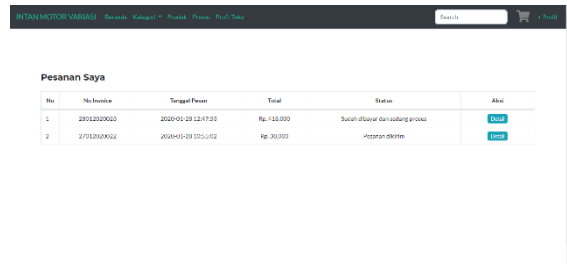 INTAN MOTOR VARIASI Beranda Kategori Produk Promo Profil Toko Search Profil
Pesanan Saya
No No Invoice Tanggal Pesan Total Status Aksi
1 28012020020 2020-01-28 12:47:50 Rp. 416,000 Sudah dibayar dan sedang proses Detail
2 27012020022 2020-01-28 10:55:02 Rp. 30,000 Pesanan dikirim Detail